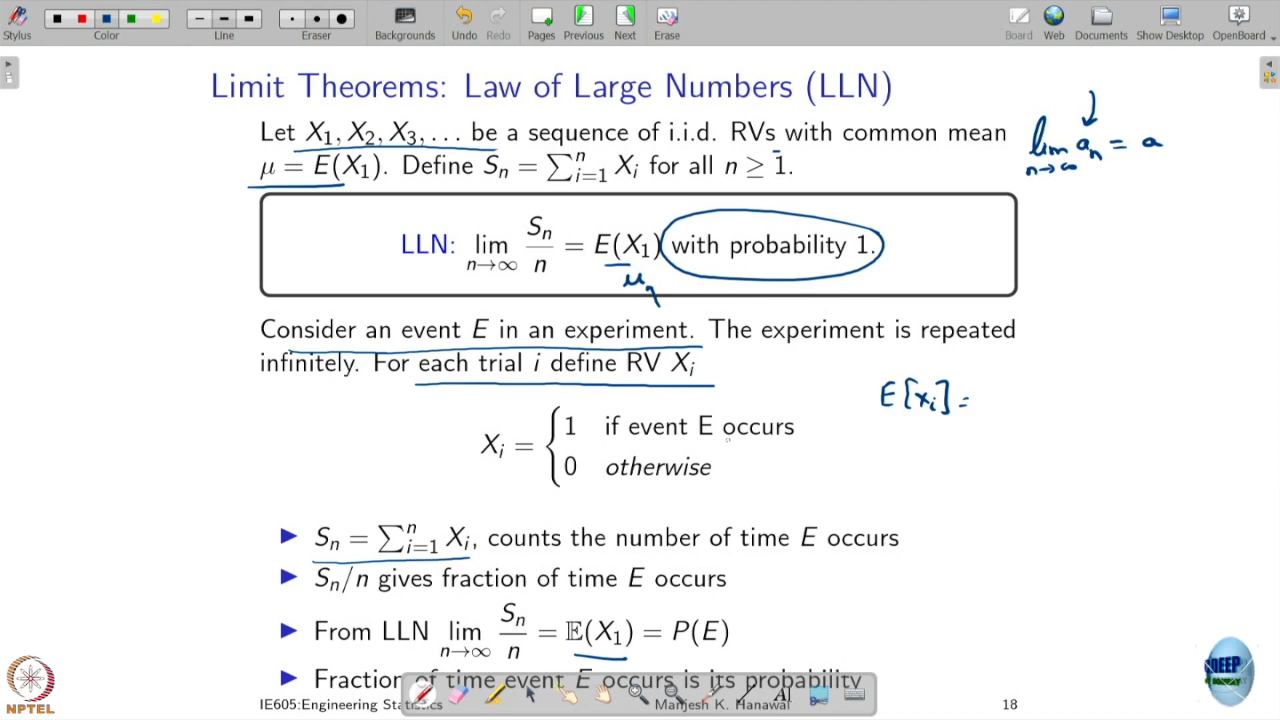 Stylus Color Line Eraser Backgrounds Undo Redo Pages Previous Next Erase Board Web Documents Show Desktop OpenBoard
Limit Theorems: Law of Large Numbers (LLN)
Let X₁, X₂, X₃, . . . be a sequence of i.i.d. RVs with common mean
μ = E(X₁). Define Sₙ = ∑ⁿᵢ₌₁ Xᵢ for all n ≥ 1.
lim n→∞ aₙ = a
LLN: lim n→∞ Sₙ/n = E(X₁) with probability 1.
μ
Consider an event E in an experiment. The experiment is repeated
infinitely. For each trial i define RV Xᵢ
E[xᵢ] =
Xᵢ = { 1 if event E occurs
0 otherwise
▶ Sₙ = ∑ⁿᵢ₌₁ Xᵢ, counts the number of time E occurs
▶ Sₙ/n gives fraction of time E occurs
▶ From LLN lim n→∞ Sₙ/n = 𝔼(X₁) = P(E)
▶ Fraction of time event E occurs is its probability
IE605:Engineering Statistics Manjesh K. Hanawal 18
NPTEL